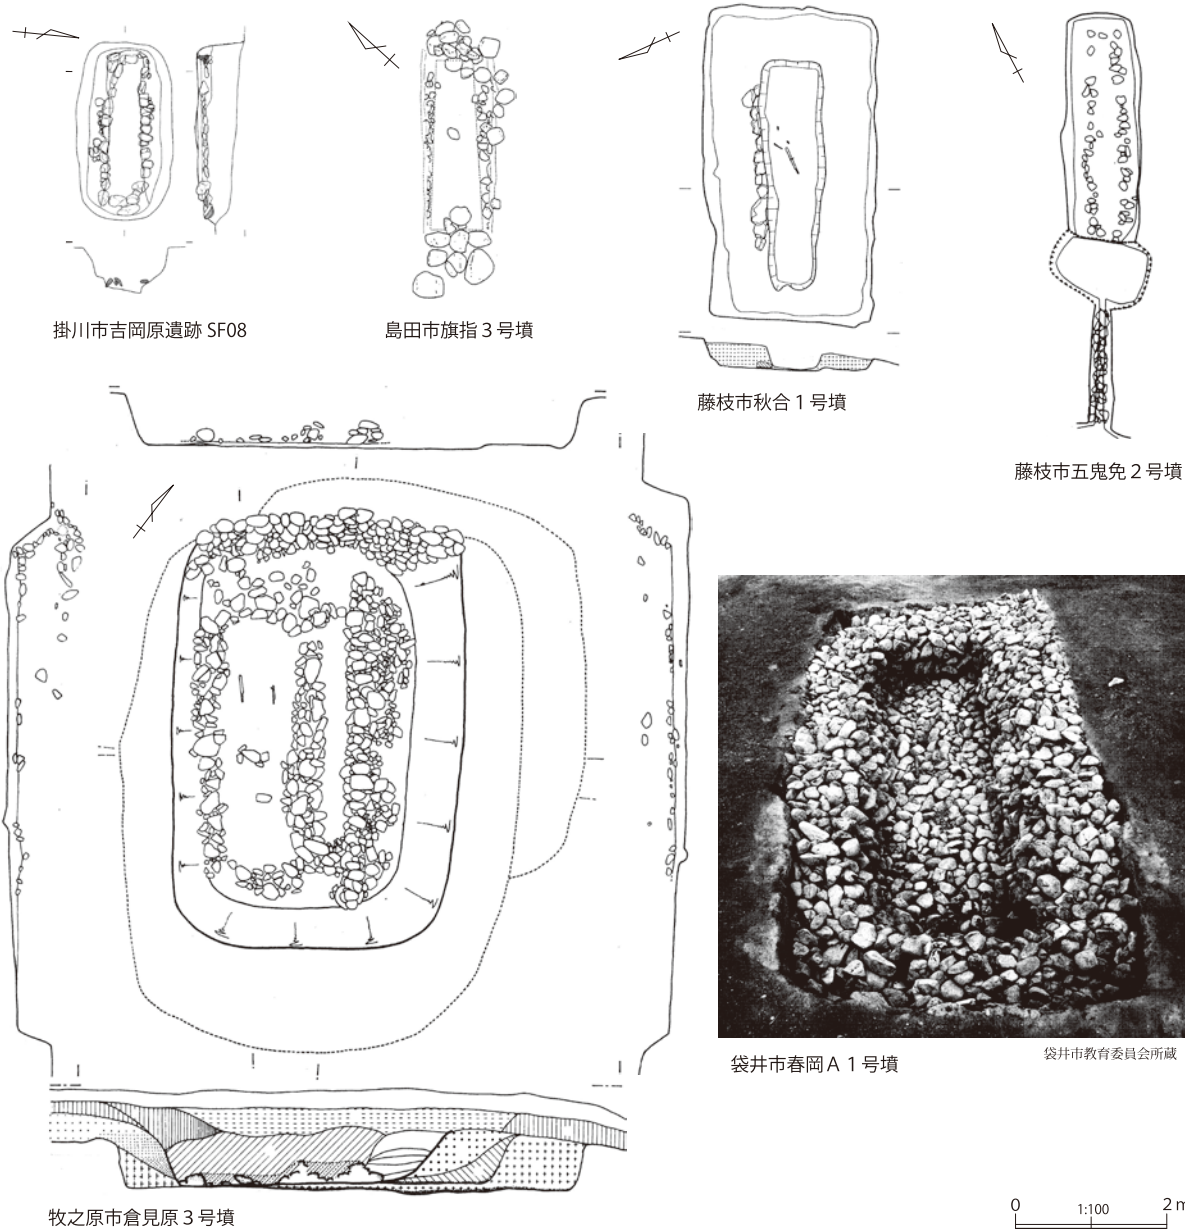 掛川市吉岡原遺跡 SF08
島田市旗指３号墳
藤枝市秋合１号墳
藤枝市五鬼免２号墳
袋井市春岡Ａ１号墳
袋井市教育委員会所蔵
牧之原市倉見原３号墳
0 1:100 2 m